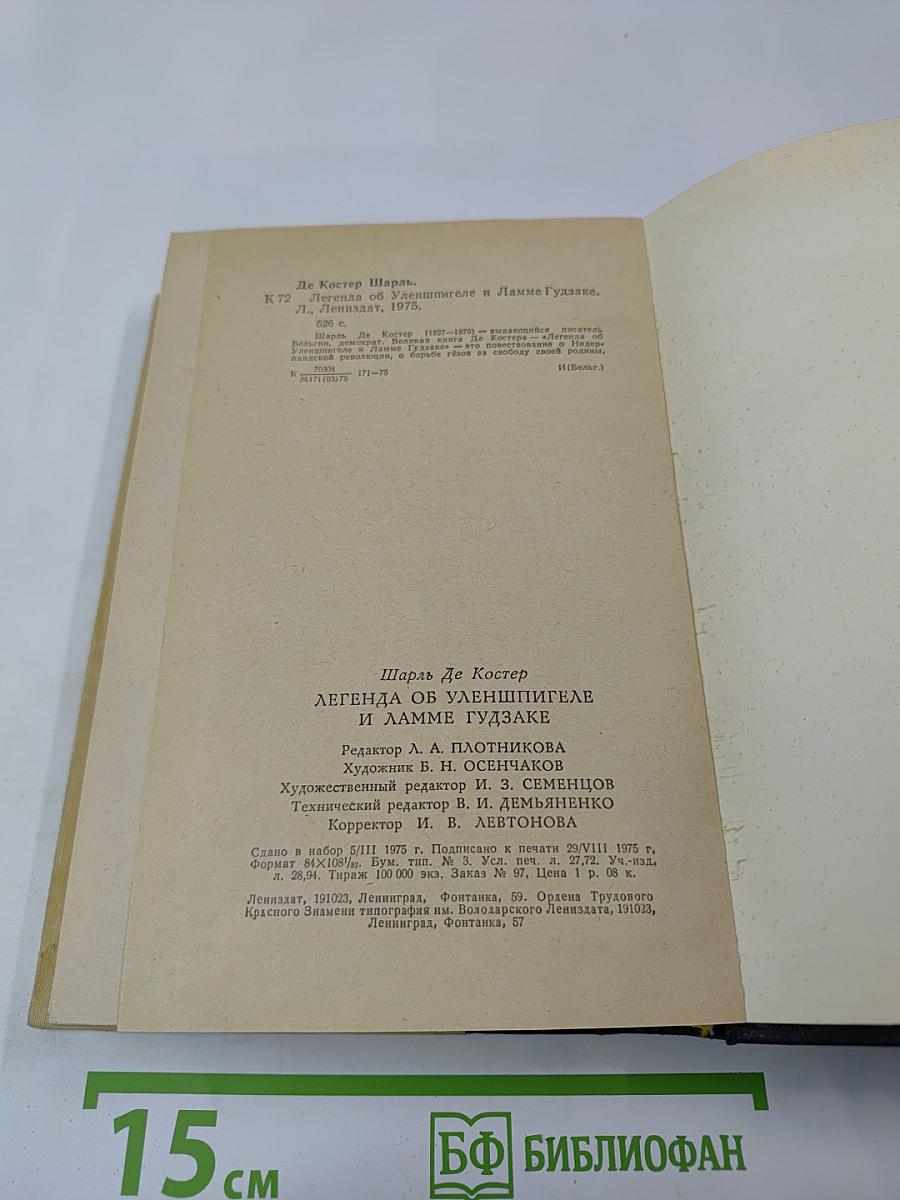 Де Костер Шарль.
К 72 Легенда об Уленшпигеле и Ламме Гудзаке.
Л., Лениздат, 1975.
526 с.
Шарль Де Костер (1827—1879) — выдающийся писатель
Бельгии, демократ. Великая книга Де Костера — «Легенда об
Уленшпигеле и Ламме Гудзаке» — это повествование о Нидер-
ландской революции, о борьбе гёзов за свободу своей родины,
К 70304 171—75 И(Бельг.)
М171(03)75
Шарль Де Костер
ЛЕГЕНДА ОБ УЛЕНШПИГЕЛЕ
И ЛАММЕ ГУДЗАКЕ
Редактор Л. А. ПЛОТНИКОВА
Художник Б. Н. ОСЕНЧАКОВ
Художественный редактор И. З. СЕМЕНЦОВ
Технический редактор В. И. ДЕМЬЯНЕНКО
Корректор И. В. ЛЕВТОНОВА
Сдано в набор 5/III 1975 г. Подписано к печати 29/VIII 1975 г.
Формат 84×108¹/₃₂. Бум. тип. № 3. Усл. печ. л. 27,72. Уч.-изд.
л. 28,94. Тираж 100 000 экз. Заказ № 97. Цена 1 р. 08 к.
Лениздат, 191023, Ленинград, Фонтанка, 59. Ордена Трудового
Красного Знамени типография им. Володарского Лениздата, 191023,
Ленинград, Фонтанка, 57
15 см
БФ БИБЛИОФАН